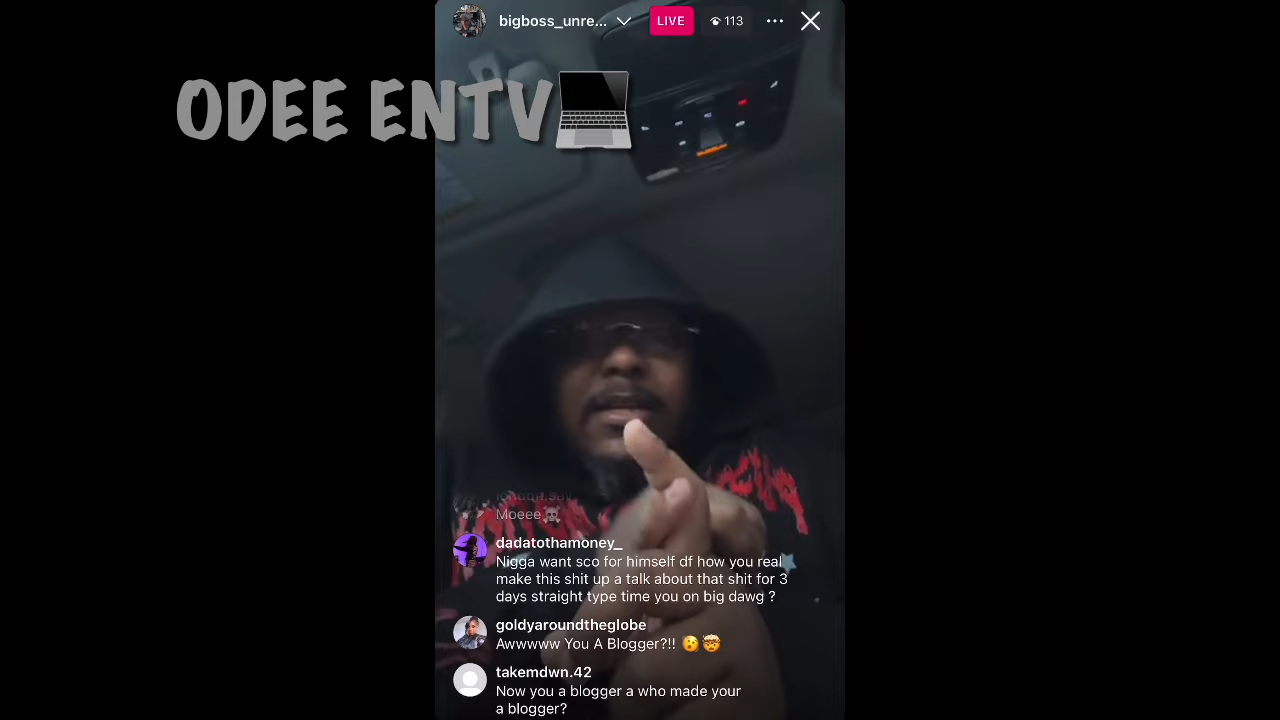 bigboss_unre...
LIVE
113
ODEE ENTV
Moeee
dadatothamoney_
Nigga want sco for himself df how you real
make this shit up a talk about that shit for 3
days straight type time you on big dawg ?
goldyaroundtheglobe
Awwwww You A Blogger?!! 😯🤯
takemdwn.42
Now you a blogger a who made your
a blogger?